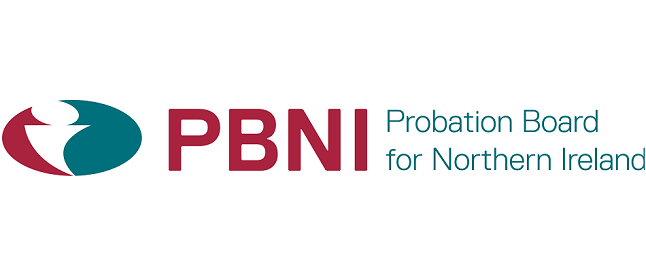 PBNI
Probation Board
for Northern Ireland